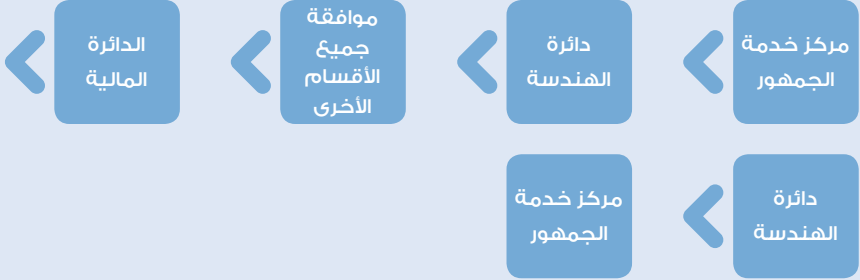 مركز خدمة
الجمهور
دائرة
الهندسة
موافقة
جميع
الأقسام
الأخرى
الدائرة
المالية
دائرة
الهندسة
مركز خدمة
الجمهور